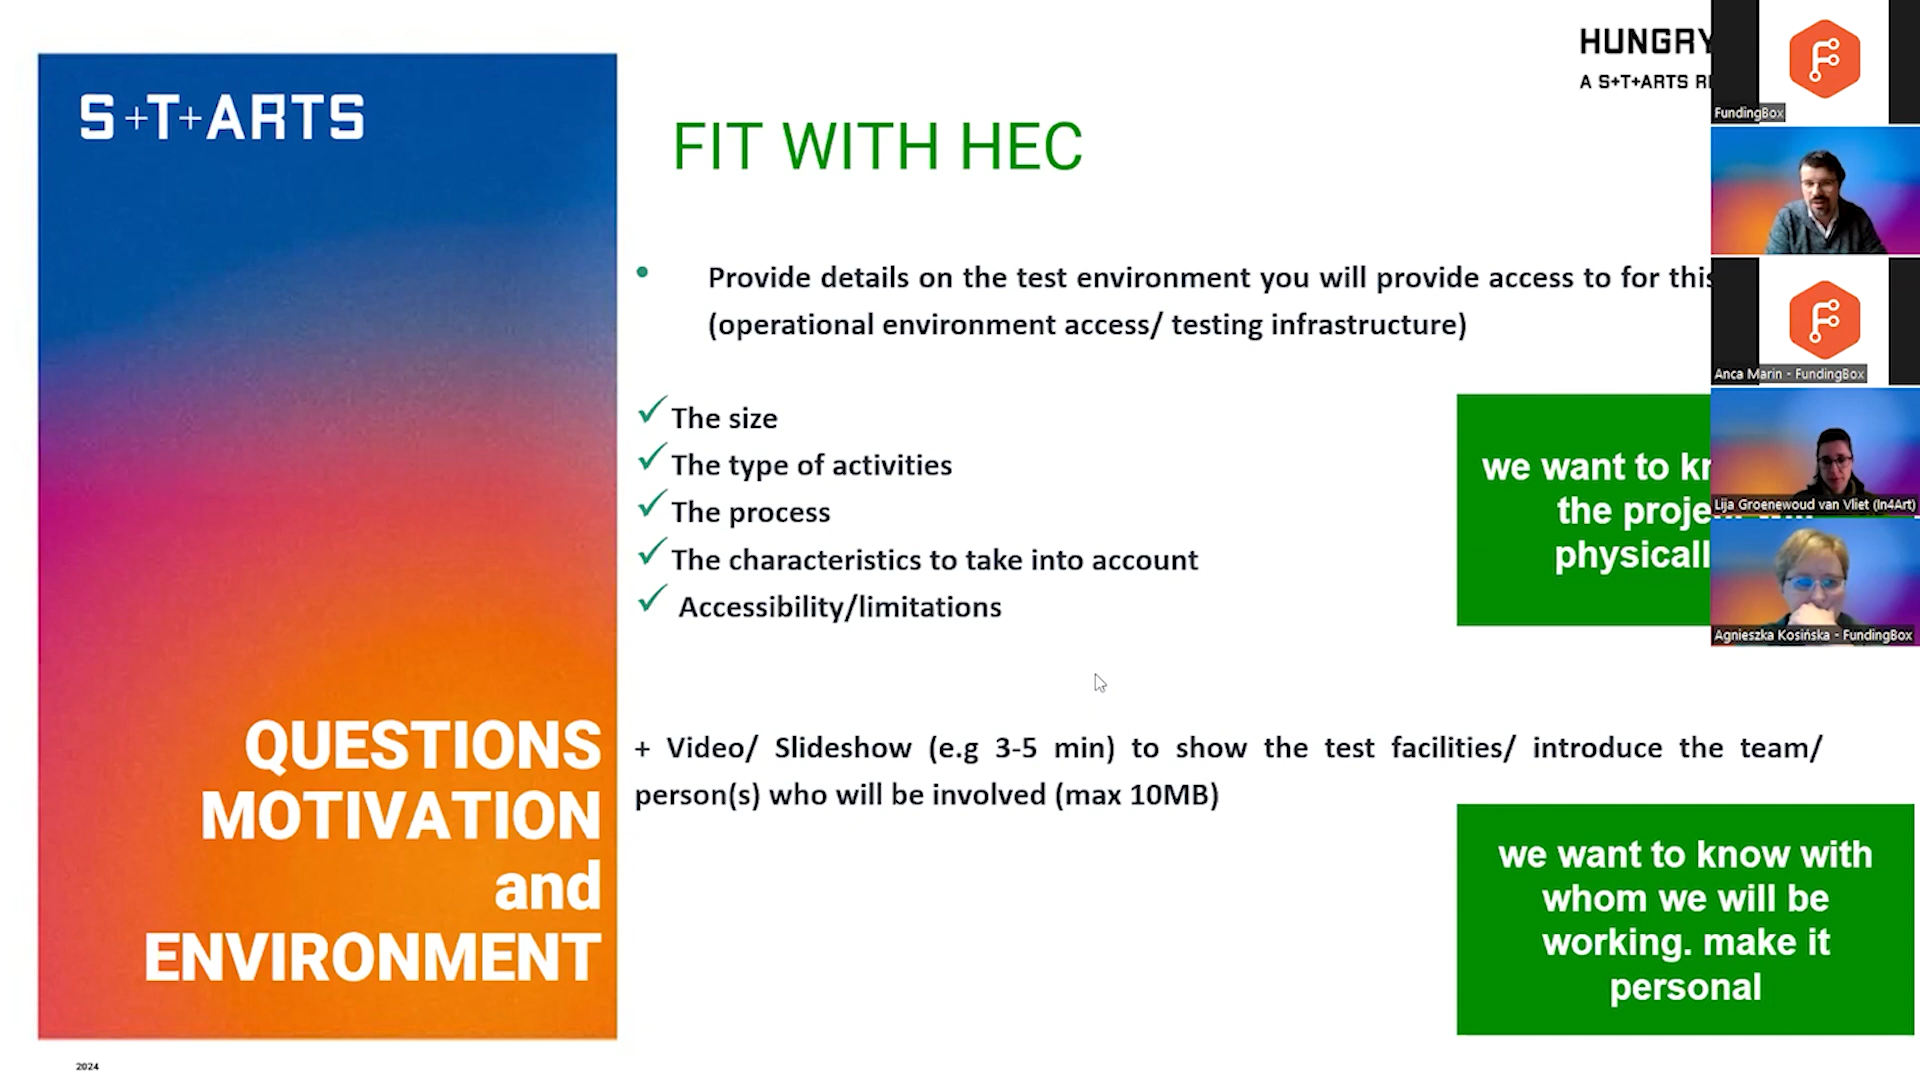 S+T+ARTS
QUESTIONS
MOTIVATION
and
ENVIRONMENT
2024
HUNGRY
A S+T+ARTS
FIT WITH HEC
• Provide details on the test environment you will provide access to for this
(operational environment access/ testing infrastructure)
✓ The size
✓ The type of activities
✓ The process
✓ The characteristics to take into account
✓ Accessibility/limitations
we want to
the
physicall
+ Video/ Slideshow (e.g 3-5 min) to show the test facilities/ introduce the team/
person(s) who will be involved (max 10MB)
we want to know with
whom we will be
working. make it
personal
FundingBox
Anca Marin - FundingBox
Lija Groenewoud van Vliet (In4Art)
Agnieszka Kosińska - FundingBox